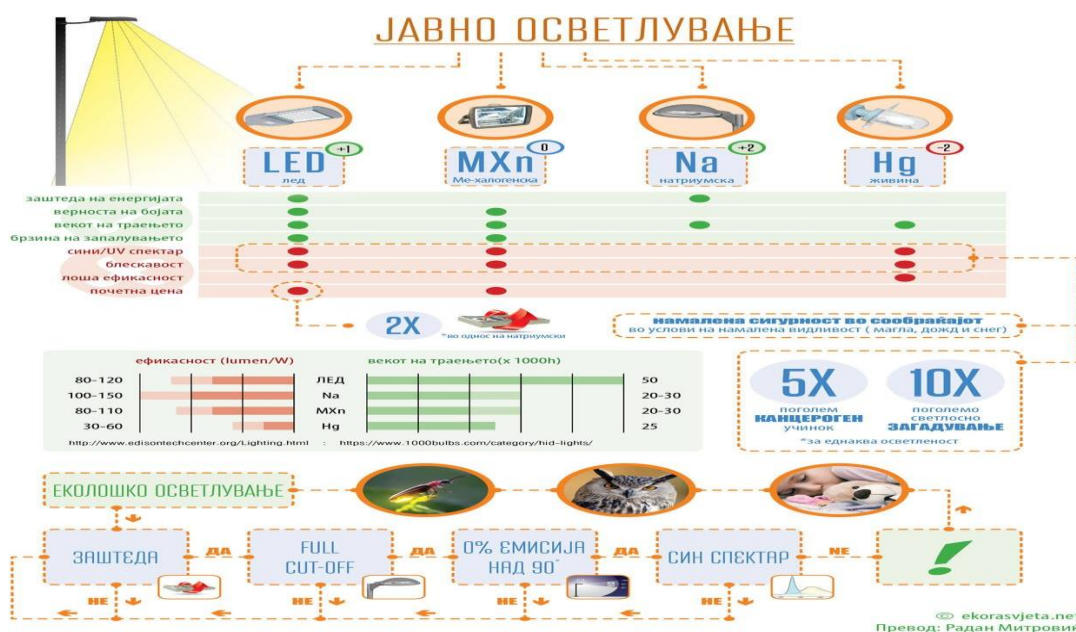 ЈАВНО ОСВЕТЛУВАЊЕ
LED +1
лед
MXn 0
Ме-халогенска
Na +2
натриумска
Hg -2
живина
заштеда на енергијата
верноста на бојата
векот на траењето
брзина на запалувањето
сини/UV спектар
блескавост
лоша ефикасност
почетна цена
2X
*во однос на натриумски
намалена сигурност во сообраќајот
во услови на намалена видливост ( магла, дожд и снег)
ефикасност (lumen/W)
векот на траењето(x 1000h)
80-120 ЛЕД 50
100-150 Na 20-30
80-110 MXn 20-30
30-60 Hg 25
http://www.edisontechcenter.org/Lighting.html : https://www.1000bulbs.com/category/hid-lights/
5X
поголем
КАНЦЕРОГЕН
учинок
10X
поголемо
светлосно
ЗАГАДУВАЊЕ
*за еднаква осветленост
ЕКОЛОШКО ОСВЕТЛУВАЊЕ
ЗАШТЕДА
ДА
FULL
CUT-OFF
ДА
0% ЕМИСИЈА
НАД 90°
ДА
СИН СПЕКТАР
NE
!
НЕ
НЕ
НЕ
НЕ
© ekorasvjeta.net
Превод: Радан Митровиќ